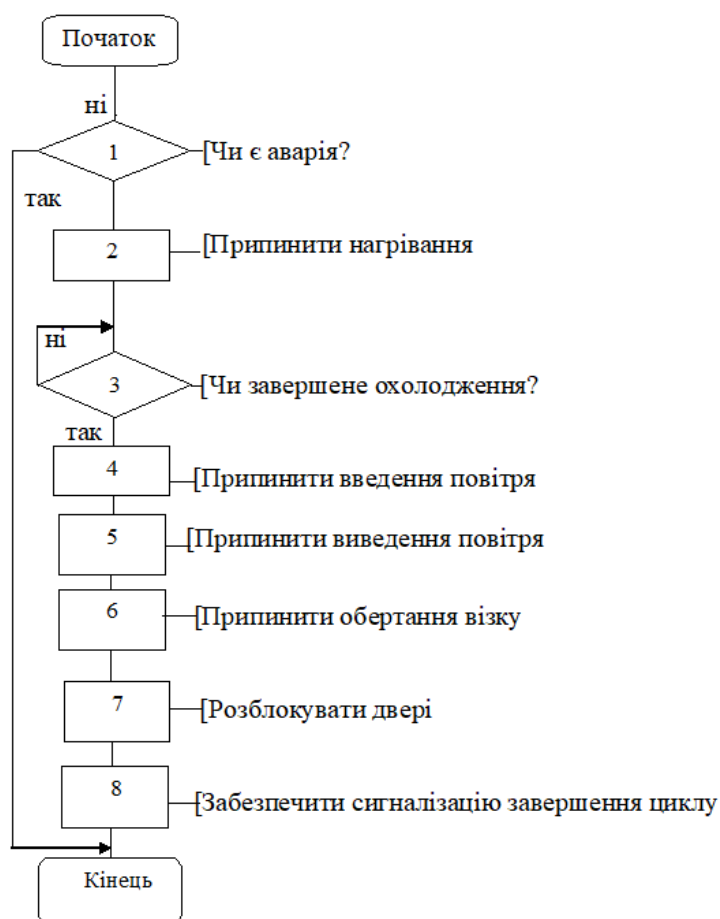 Початок
ні
1
[Чи є аварія?
так
2
[Припинити нагрівання
ні
3
[Чи завершене охолодження?
так
4
[Припинити введення повітря
5
[Припинити виведення повітря
6
[Припинити обертання візку
7
[Розблокувати двері
8
[Забезпечити сигналізацію завершення циклу
Кінець